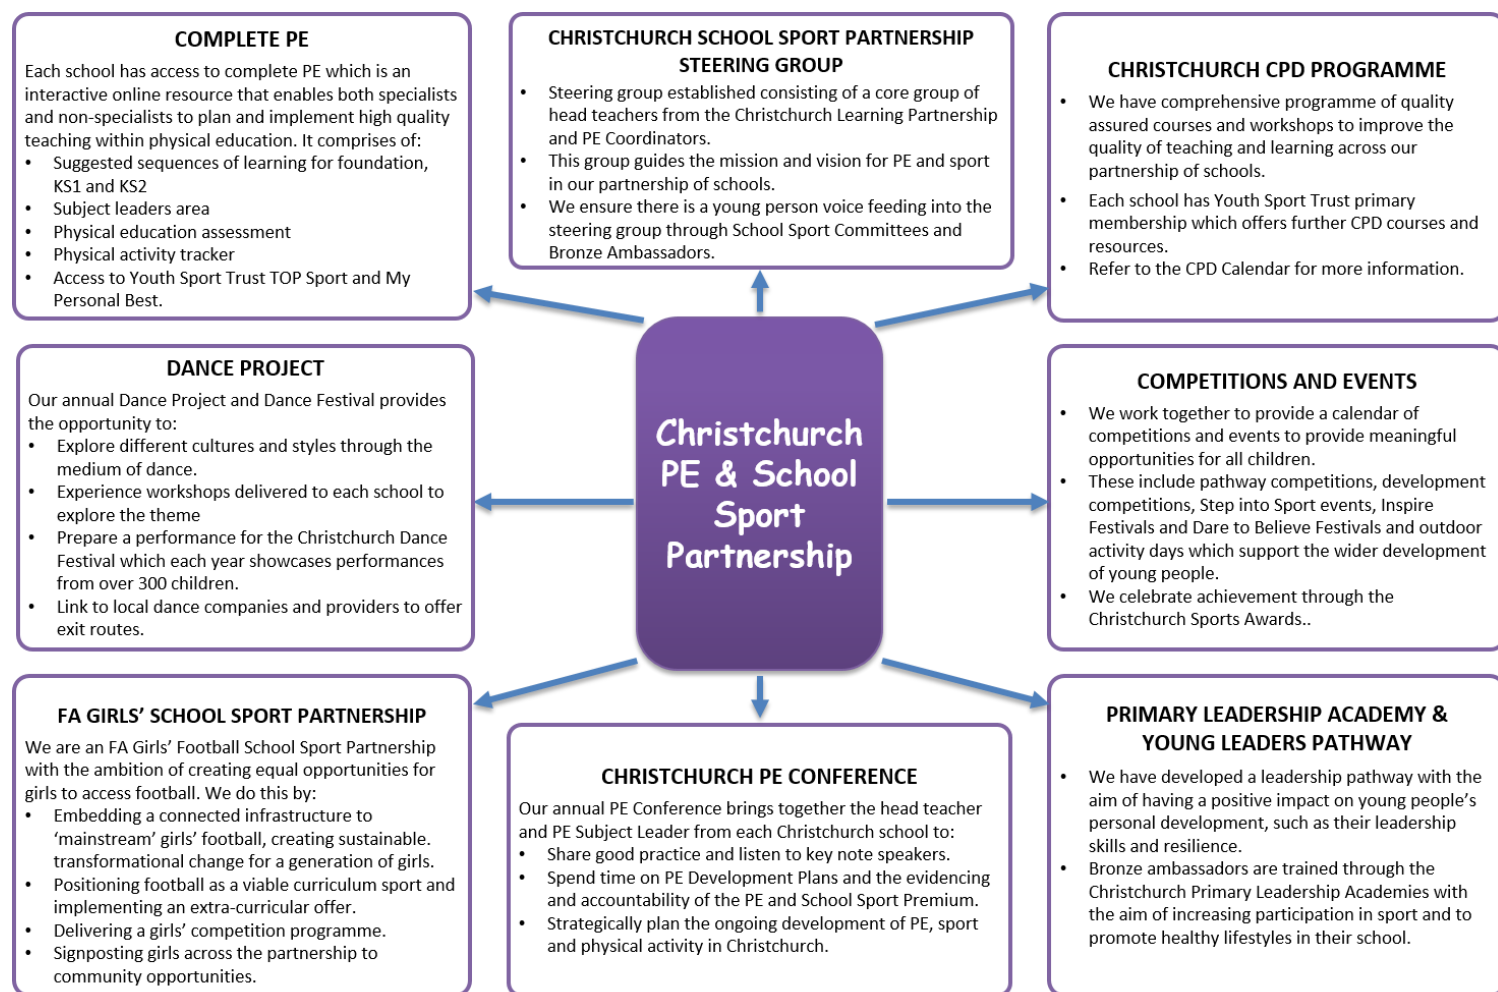 COMPLETE PE
Each school has access to complete PE which is an
interactive online resource that enables both specialists
and non-specialists to plan and implement high quality
teaching within physical education. It comprises of:
• Suggested sequences of learning for foundation,
KS1 and KS2
• Subject leaders area
• Physical education assessment
• Physical activity tracker
• Access to Youth Sport Trust TOP Sport and My
Personal Best.
CHRISTCHURCH SCHOOL SPORT PARTNERSHIP
STEERING GROUP
• Steering group established consisting of a core group of
head teachers from the Christchurch Learning Partnership
and PE Coordinators.
• This group guides the mission and vision for PE and sport
in our partnership of schools.
• We ensure there is a young person voice feeding into the
steering group through School Sport Committees and
Bronze Ambassadors.
CHRISTCHURCH CPD PROGRAMME
• We have comprehensive programme of quality
assured courses and workshops to improve the
quality of teaching and learning across our
partnership of schools.
• Each school has Youth Sport Trust primary
membership which offers further CPD courses and
resources.
• Refer to the CPD Calendar for more information.
DANCE PROJECT
Our annual Dance Project and Dance Festival provides
the opportunity to:
• Explore different cultures and styles through the
medium of dance.
• Experience workshops delivered to each school to
explore the theme
• Prepare a performance for the Christchurch Dance
Festival which each year showcases performances
from over 300 children.
• Link to local dance companies and providers to offer
exit routes.
Christchurch
PE & School
Sport
Partnership
COMPETITIONS AND EVENTS
• We work together to provide a calendar of
competitions and events to provide meaningful
opportunities for all children.
• These include pathway competitions, development
competitions, Step into Sport events, Inspire
Festivals and Dare to Believe Festivals and outdoor
activity days which support the wider development
of young people.
• We celebrate achievement through the
Christchurch Sports Awards..
FA GIRLS’ SCHOOL SPORT PARTNERSHIP
We are an FA Girls’ Football School Sport Partnership
with the ambition of creating equal opportunities for
girls to access football. We do this by:
• Embedding a connected infrastructure to
‘mainstream’ girls’ football, creating sustainable.
transformational change for a generation of girls.
• Positioning football as a viable curriculum sport and
implementing an extra-curricular offer.
• Delivering a girls’ competition programme.
• Signposting girls across the partnership to
community opportunities.
CHRISTCHURCH PE CONFERENCE
Our annual PE Conference brings together the head teacher
and PE Subject Leader from each Christchurch school to:
• Share good practice and listen to key note speakers.
• Spend time on PE Development Plans and the evidencing
and accountability of the PE and School Sport Premium.
• Strategically plan the ongoing development of PE, sport
and physical activity in Christchurch.
PRIMARY LEADERSHIP ACADEMY &
YOUNG LEADERS PATHWAY
• We have developed a leadership pathway with the
aim of having a positive impact on young people’s
personal development, such as their leadership
skills and resilience.
• Bronze ambassadors are trained through the
Christchurch Primary Leadership Academies with
the aim of increasing participation in sport and to
promote healthy lifestyles in their school.